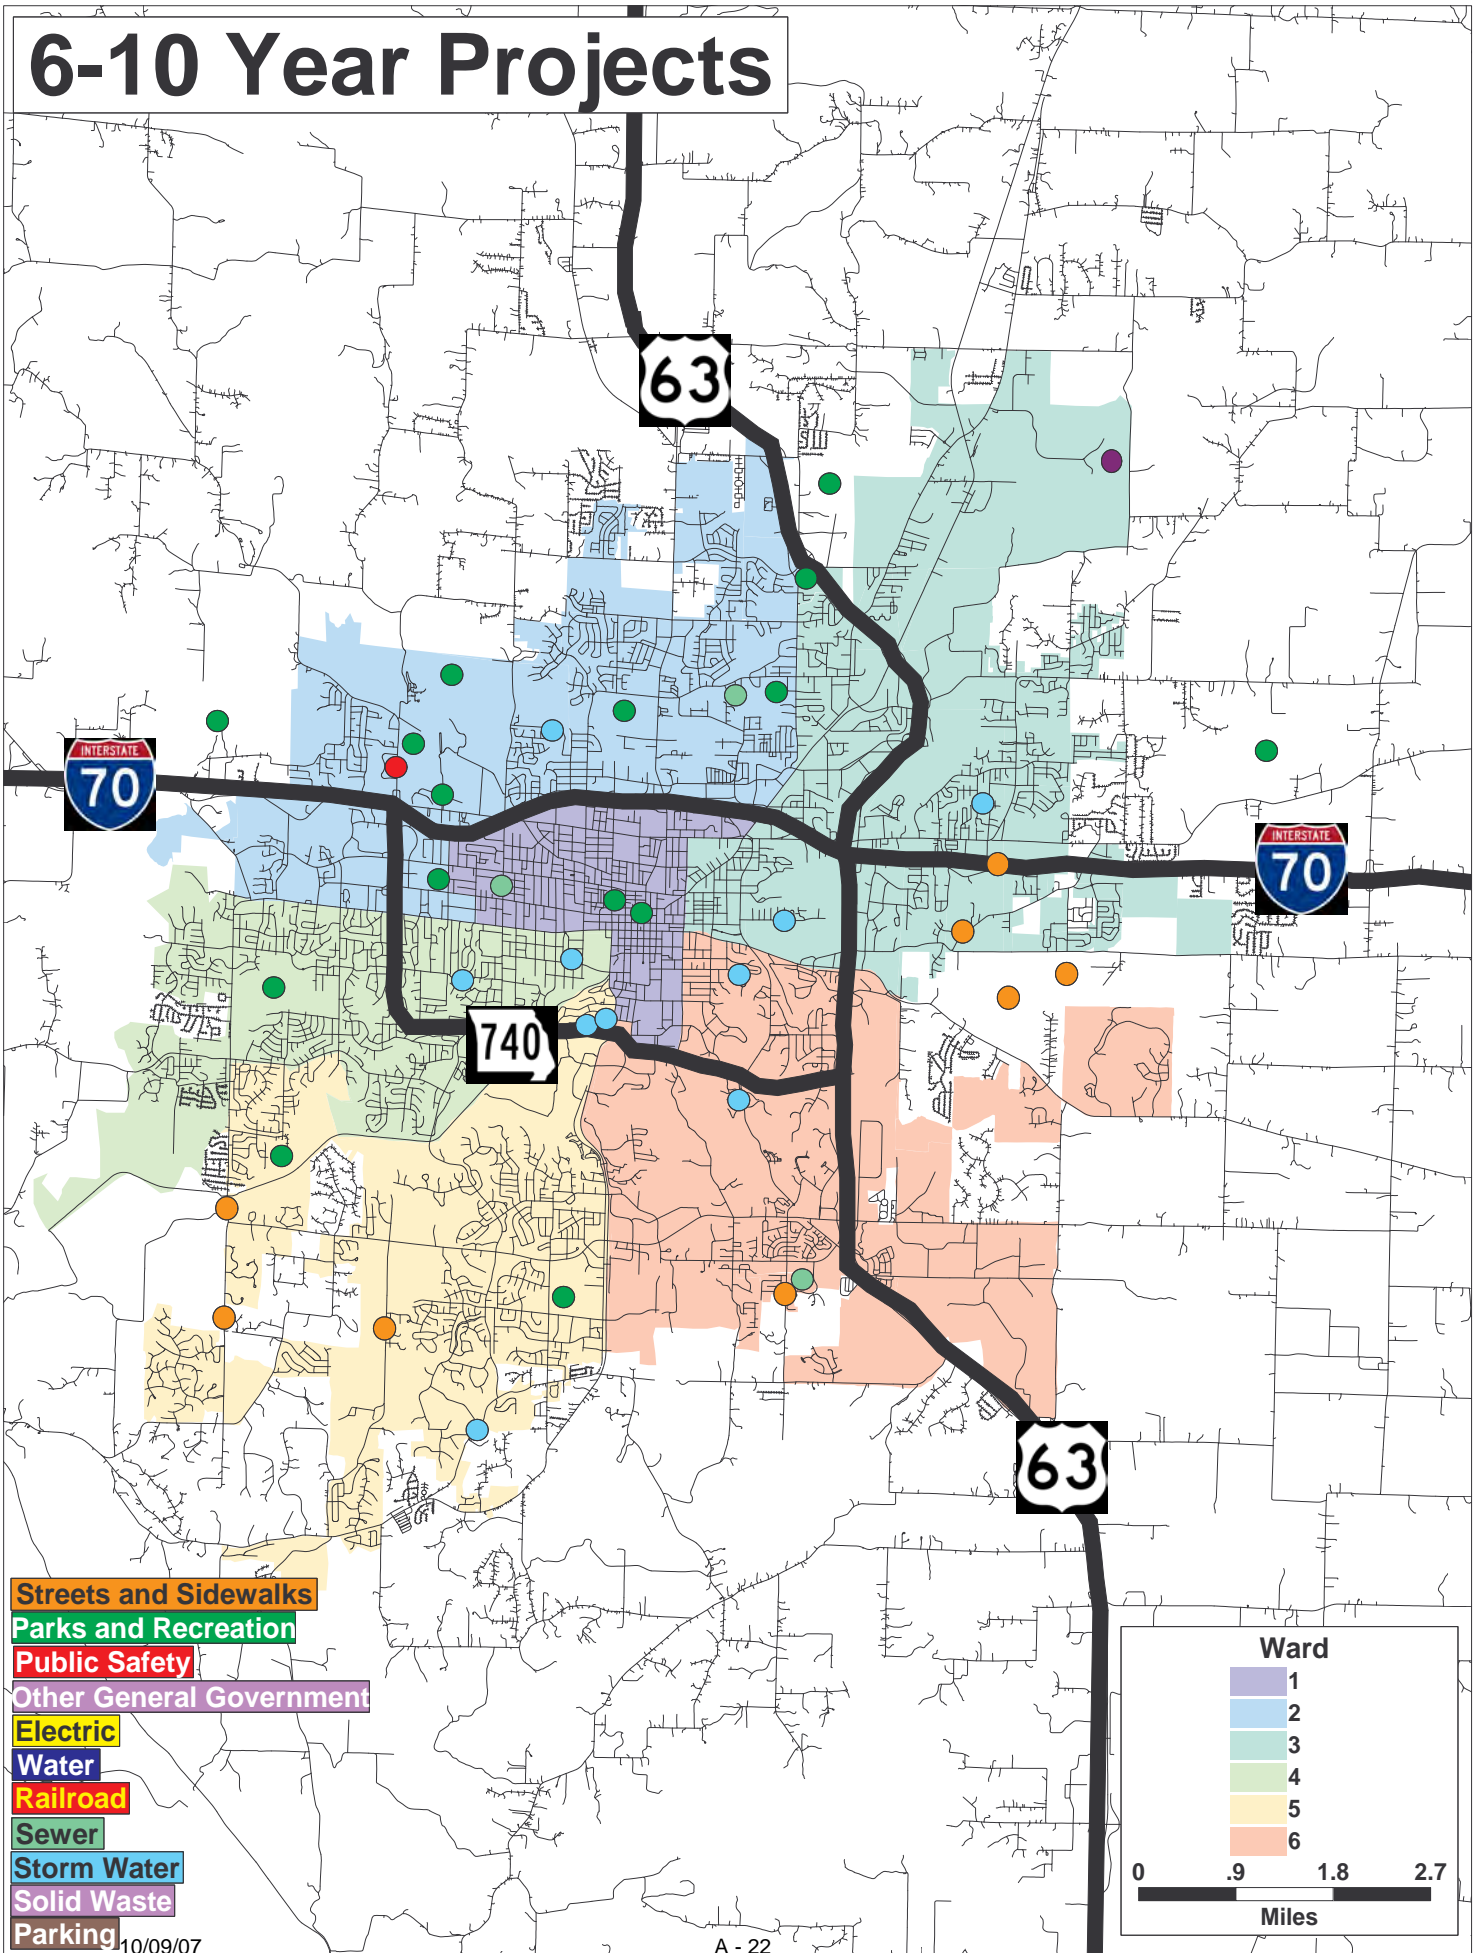 6-10 Year Projects
63
INTERSTATE
70
INTERSTATE
70
740
63
Streets and Sidewalks
Parks and Recreation
Public Safety
Other General Government
Electric
Water
Railroad
Sewer
Storm Water
Solid Waste
Parking
10/09/07
A - 22
Ward
1
2
3
4
5
6
0 .9 1.8 2.7
Miles